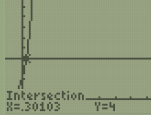 Intersection
X=.30103 Y=4